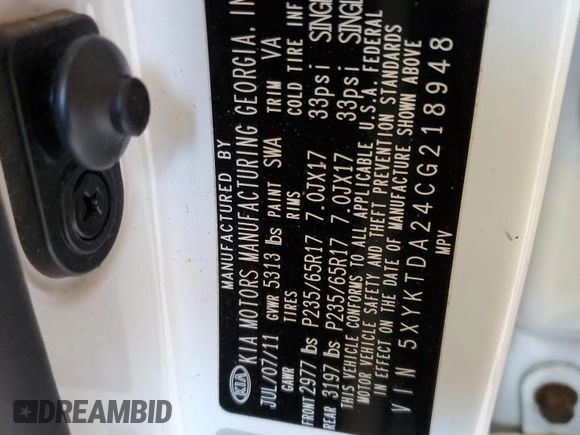 KIA
MANUFACTURED BY
KIA MOTORS MANUFACTURING GEORGIA, IN
JUL/07/11 GVWR 5313 lbs PAINT SWA TRIM VA
GAWR TIRES RIMS COLD TIRE INF
FRONT 2977 lbs P235/65R17 7.0JX17 33psi SINGL
REAR 3197 lbs P235/65R17 7.0JX17 33psi SINGL
THIS VEHICLE CONFORMS TO ALL APPLICABLE U.S.A. FEDERAL
MOTOR VEHICLE SAFETY AND THEFT PREVENTION STANDARDS
IN EFFECT ON THE DATE OF MANUFACTURE SHOWN ABOVE
VIN 5XYKTDA24CG218948
MPV
DREAMBID